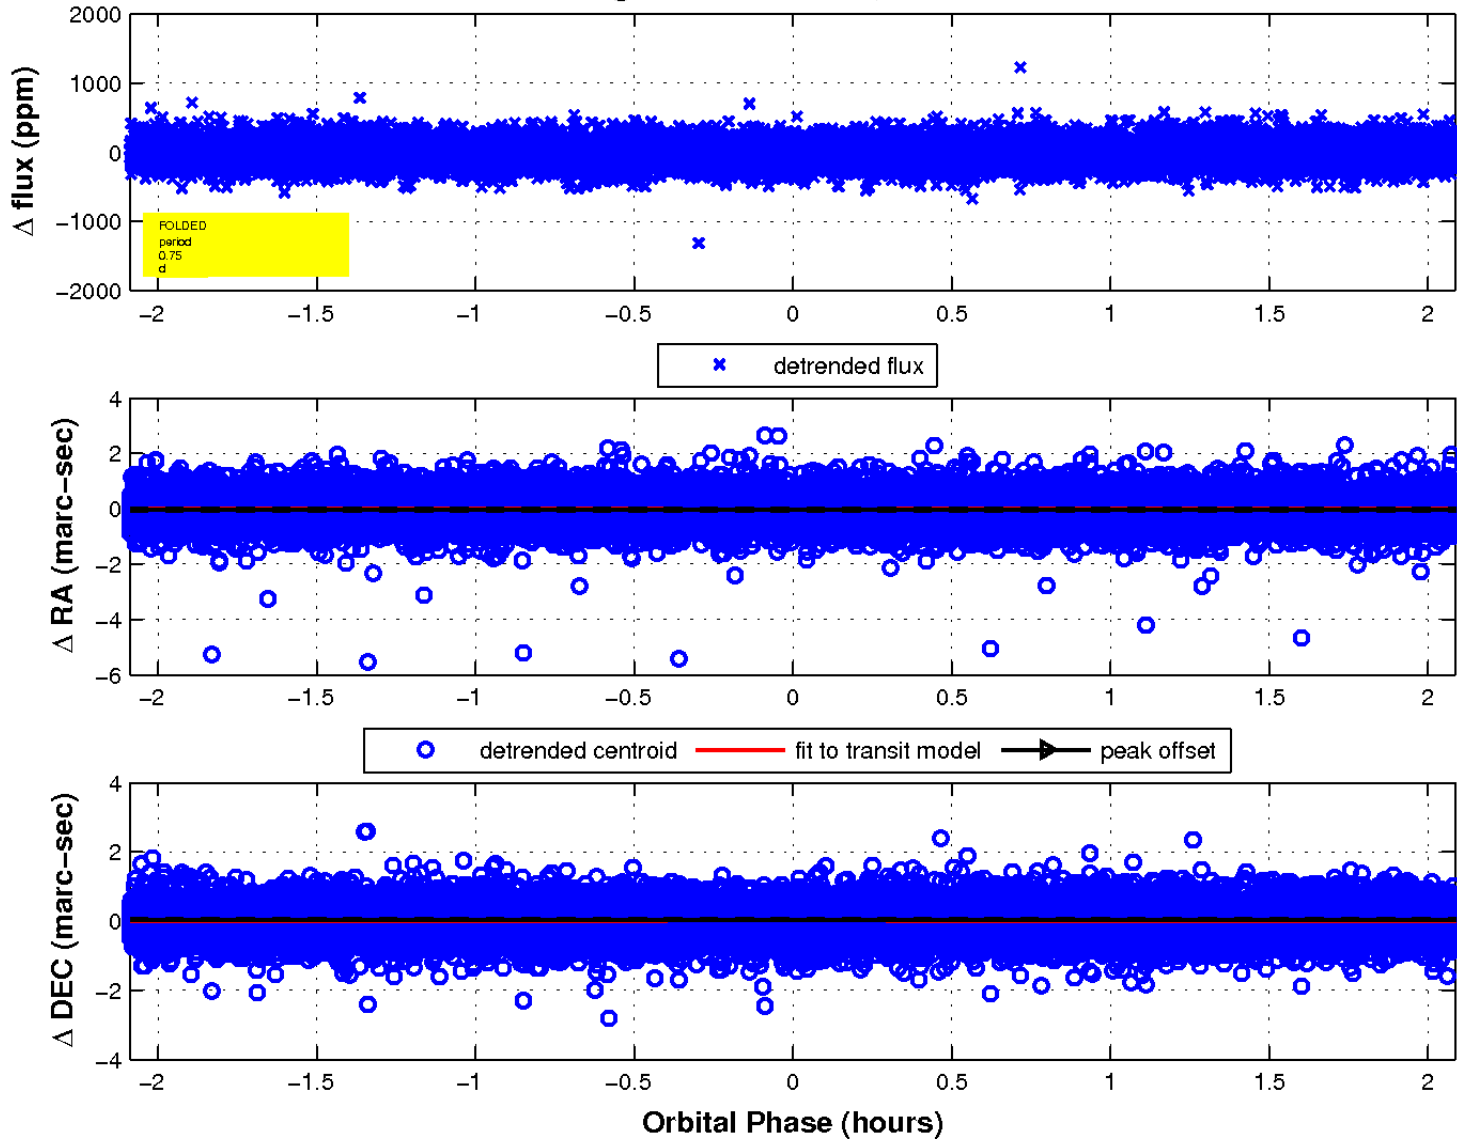 2000
1000
0
−1000
−2000
Δ flux (ppm)
FOLDED
period
0.75
d
−2 −1.5 −1 −0.5 0 0.5 1 1.5 2
detrended flux
4
2
0
−2
−4
−6
Δ RA (marc−sec)
−2 −1.5 −1 −0.5 0 0.5 1 1.5 2
detrended centroid fit to transit model peak offset
4
2
0
−2
−4
Δ DEC (marc−sec)
−2 −1.5 −1 −0.5 0 0.5 1 1.5 2
Orbital Phase (hours)